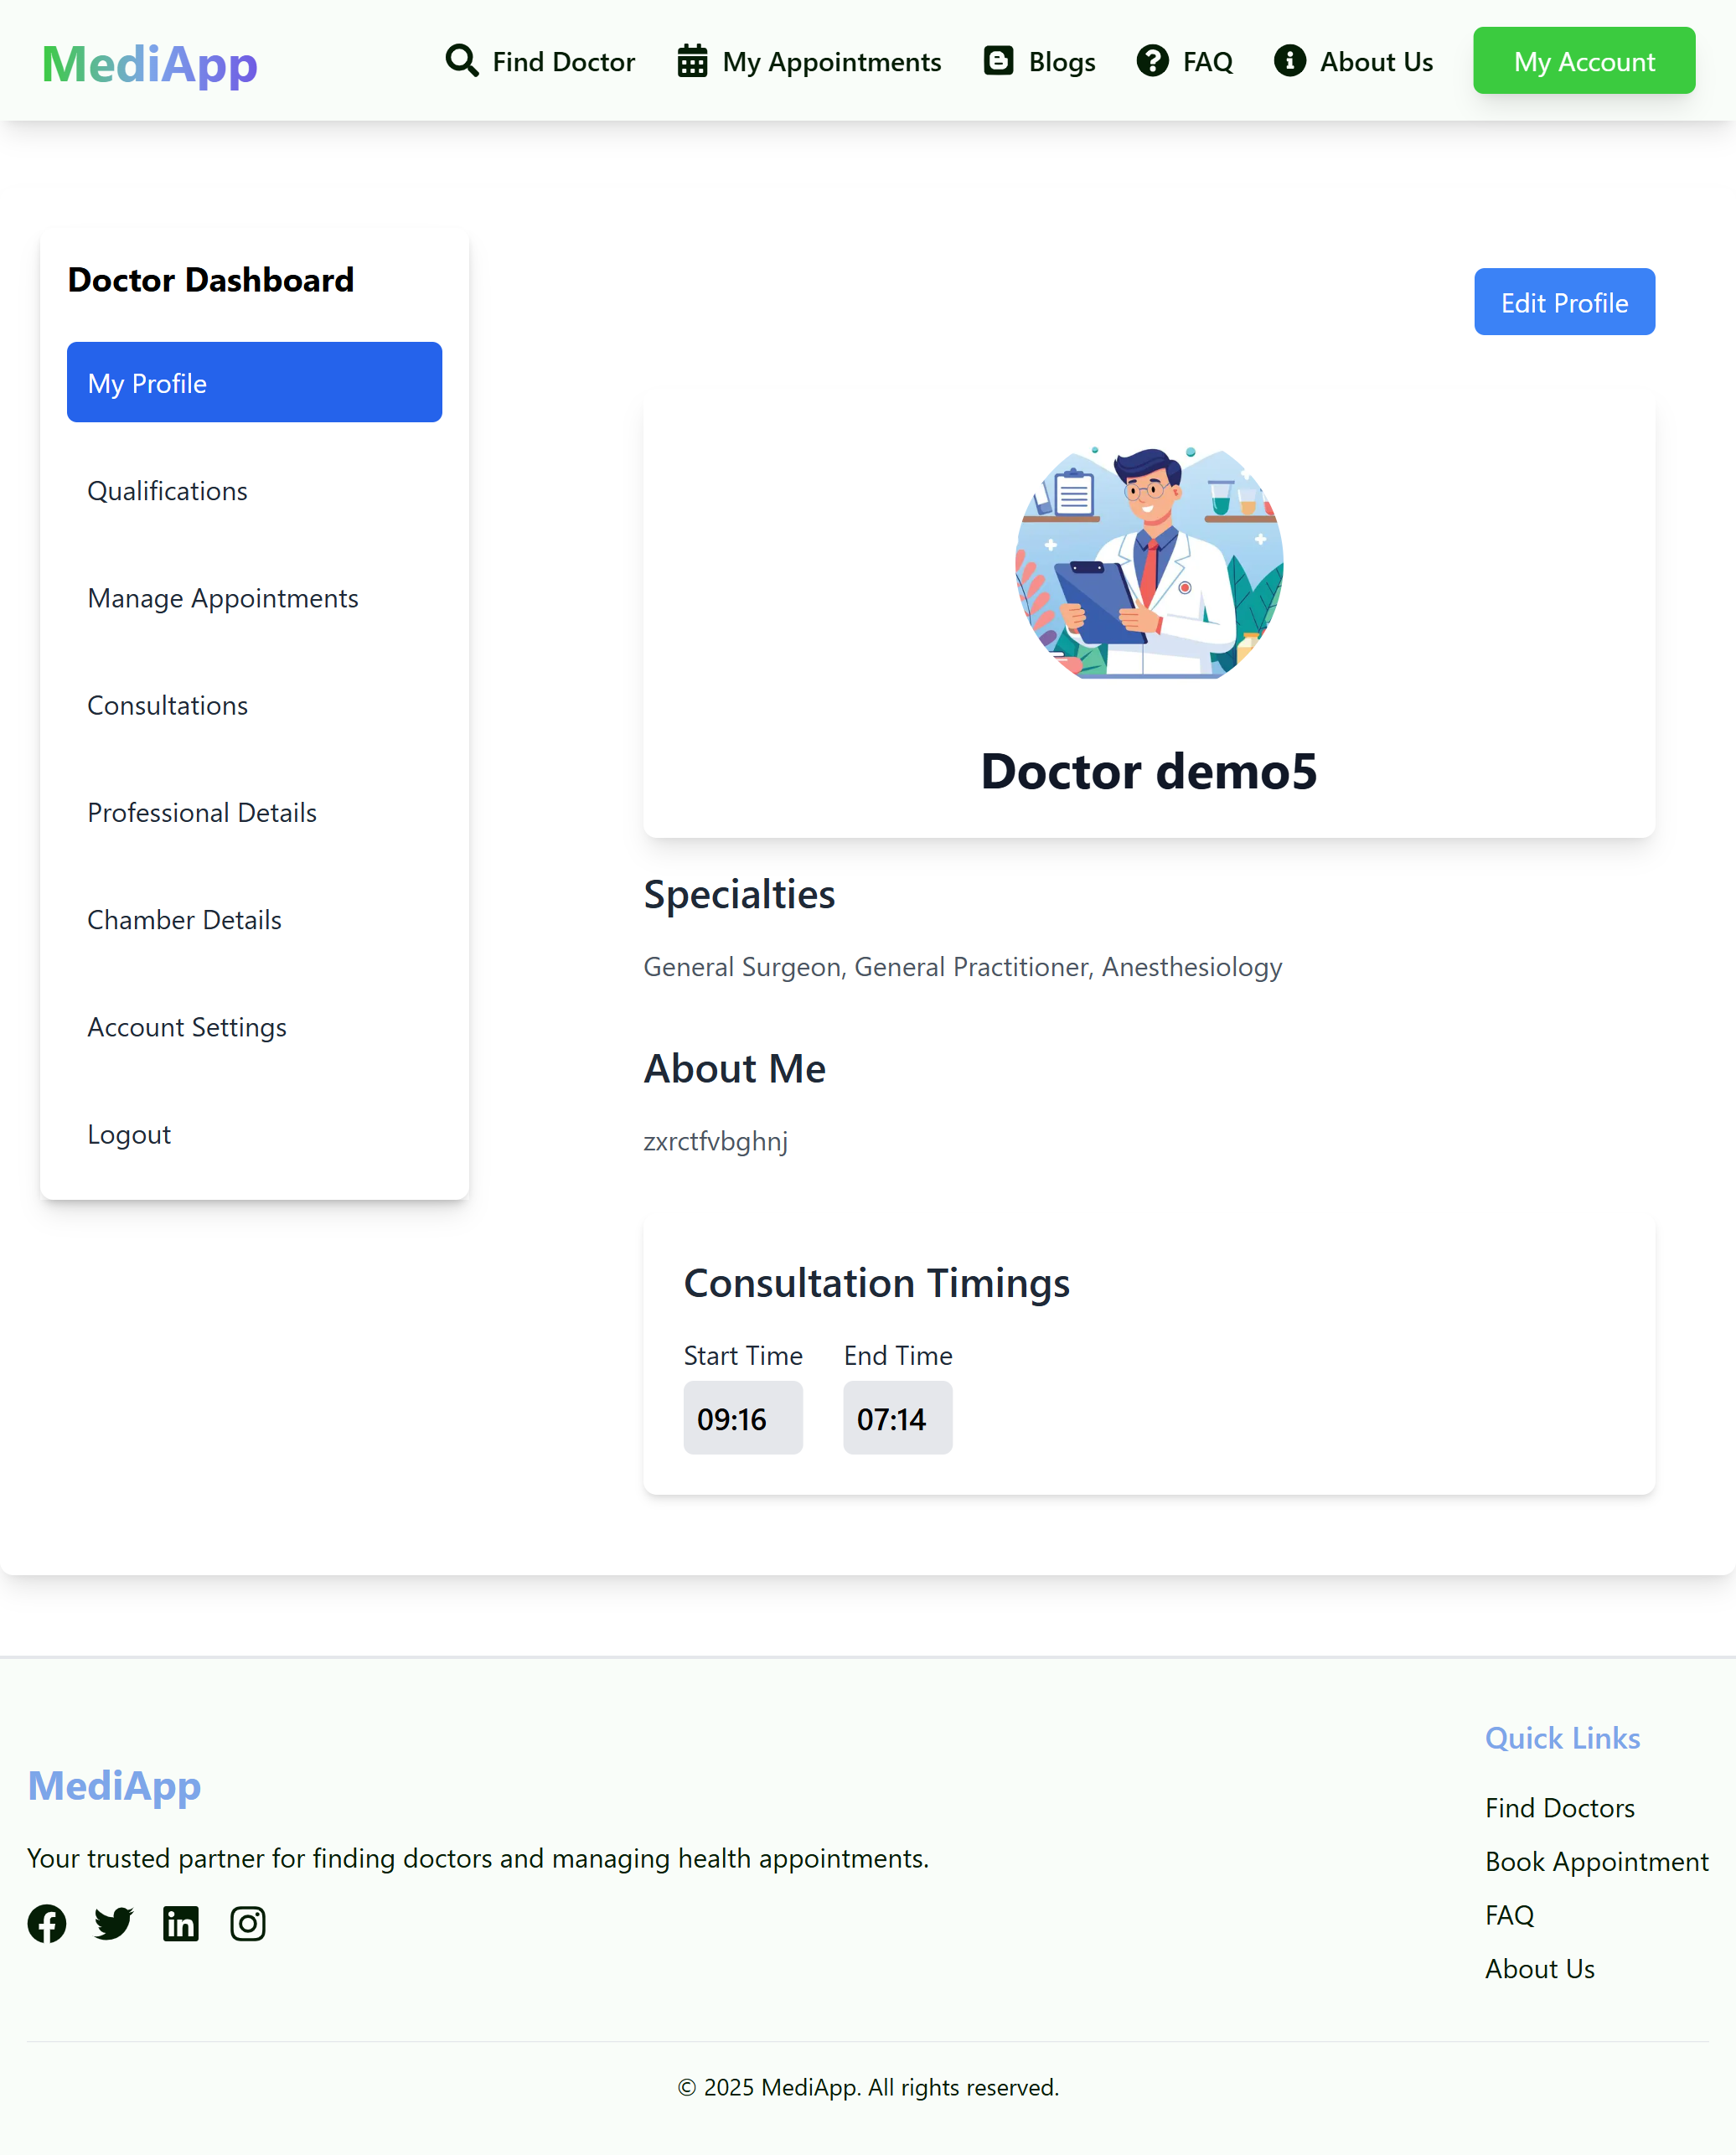 MediApp
Find Doctor
My Appointments
Blogs
FAQ
About Us
My Account
Doctor Dashboard
My Profile
Qualifications
Manage Appointments
Consultations
Professional Details
Chamber Details
Account Settings
Logout
Edit Profile
Doctor demo5
Specialties
General Surgeon, General Practitioner, Anesthesiology
About Me
zxrctfvbghnj
Consultation Timings
Start Time
End Time
09:16
07:14
MediApp
Your trusted partner for finding doctors and managing health appointments.
Quick Links
Find Doctors
Book Appointment
FAQ
About Us
© 2025 MediApp. All rights reserved.